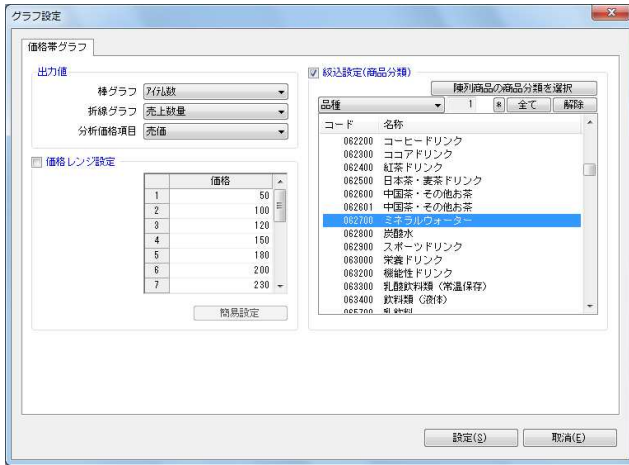 グラフ設定
価格帯グラフ
出力値
棒グラフ アイテム数
折線グラフ 売上数量
分析価格項目 売価
価格レンジ設定
価格
1 50
2 100
3 120
4 150
5 180
6 200
7 230
簡易設定
絞込設定(商品分類)
陳列商品の商品分類を選択
品種 1 * 全て 解除
コード 名称
062200 コーヒードリンク
062300 ココアドリンク
062400 紅茶ドリンク
062500 日本茶・麦茶ドリンク
062600 中国茶・その他お茶
062601 中国茶・その他お茶
062700 ミネラルウォーター
062800 炭酸水
062900 スポーツドリンク
063000 栄養ドリンク
063200 機能性ドリンク
063300 乳酸飲料類（常温保存）
063400 飲料類（液体）
065700 乳飲料
設定(S) 取消(E)